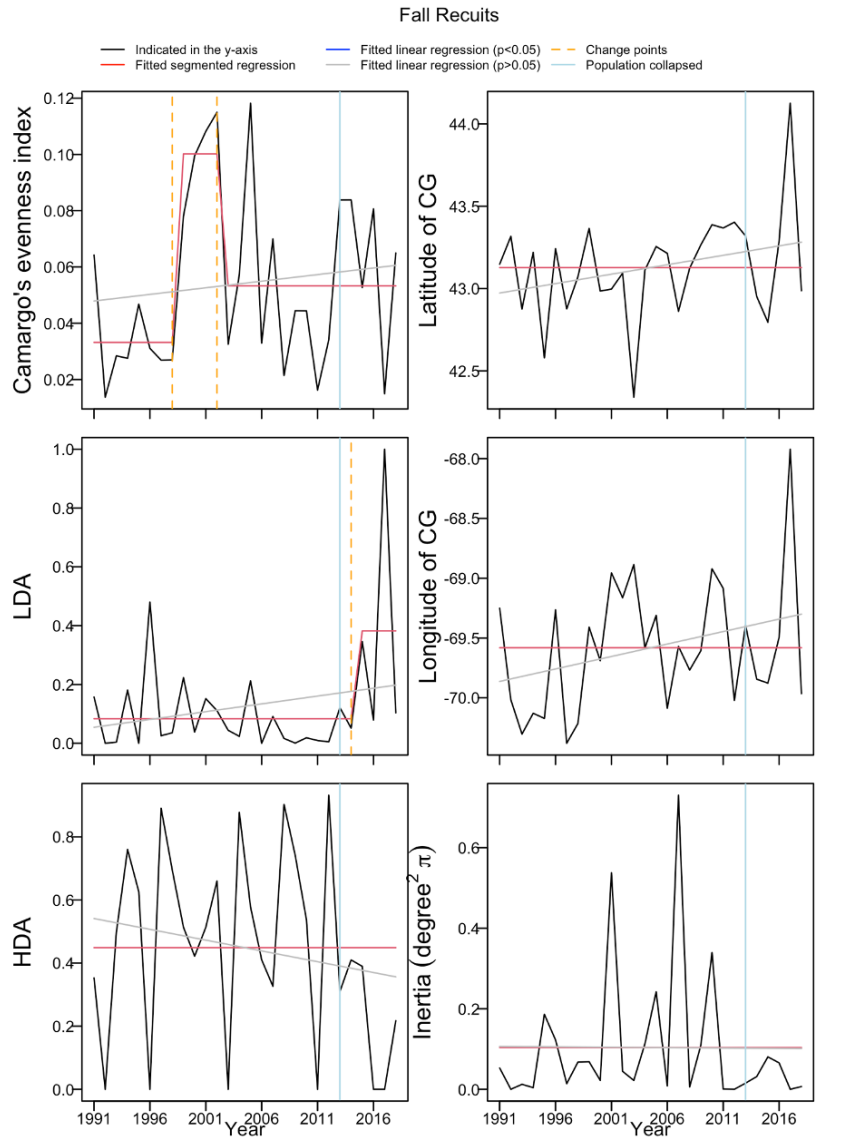 Fall Recuits
Indicated in the y-axis
Fitted segmented regression
Fitted linear regression (p<0.05)
Fitted linear regression (p>0.05)
Change points
Population collapsed
Camargo's evenness index
0.12
0.10
0.08
0.06
0.04
0.02
Latitude of CG
44.0
43.5
43.0
42.5
LDA
1.0
0.8
0.6
0.4
0.2
0.0
Longitude of CG
-68.0
-68.5
-69.0
-69.5
-70.0
HDA
0.8
0.6
0.4
0.2
0.0
1991 1996 2001 2006 2011 2016
Year
Inertia (degree² π)
0.6
0.4
0.2
0.0
1991 1996 2001 2006 2011 2016
Year